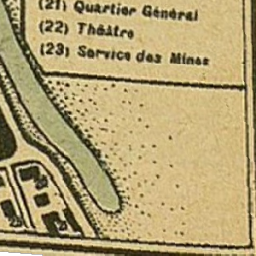 (21) Quartier Général
(22) Théâtre
(23) Service des Mines